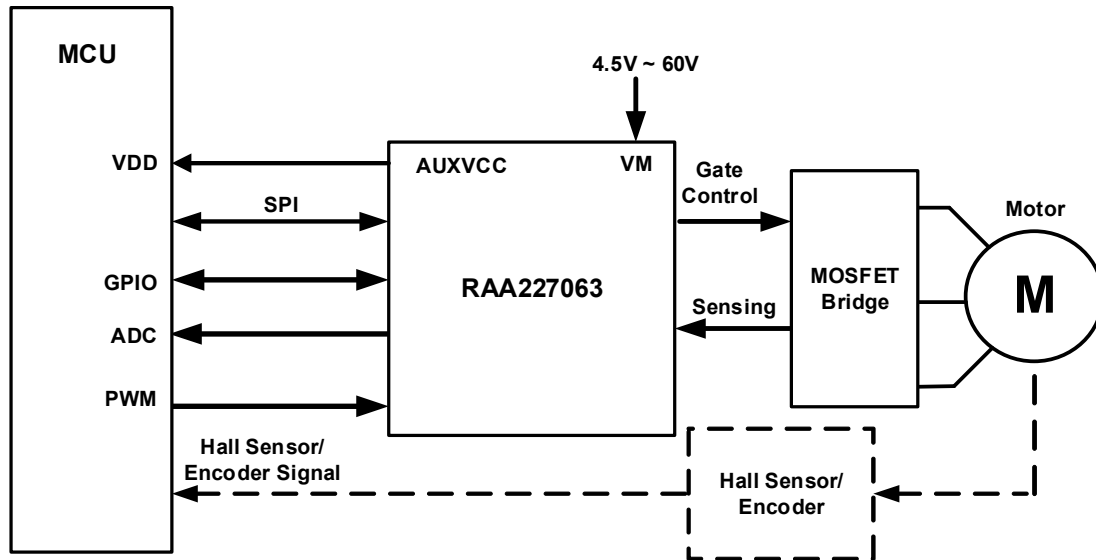 MCU
4.5V ~ 60V
VDD
AUXVCC
VM
Gate
Control
SPI
Motor
GPIO
RAA227063
MOSFET
Bridge
M
Sensing
ADC
PWM
Hall Sensor/
Encoder Signal
Hall Sensor/
Encoder